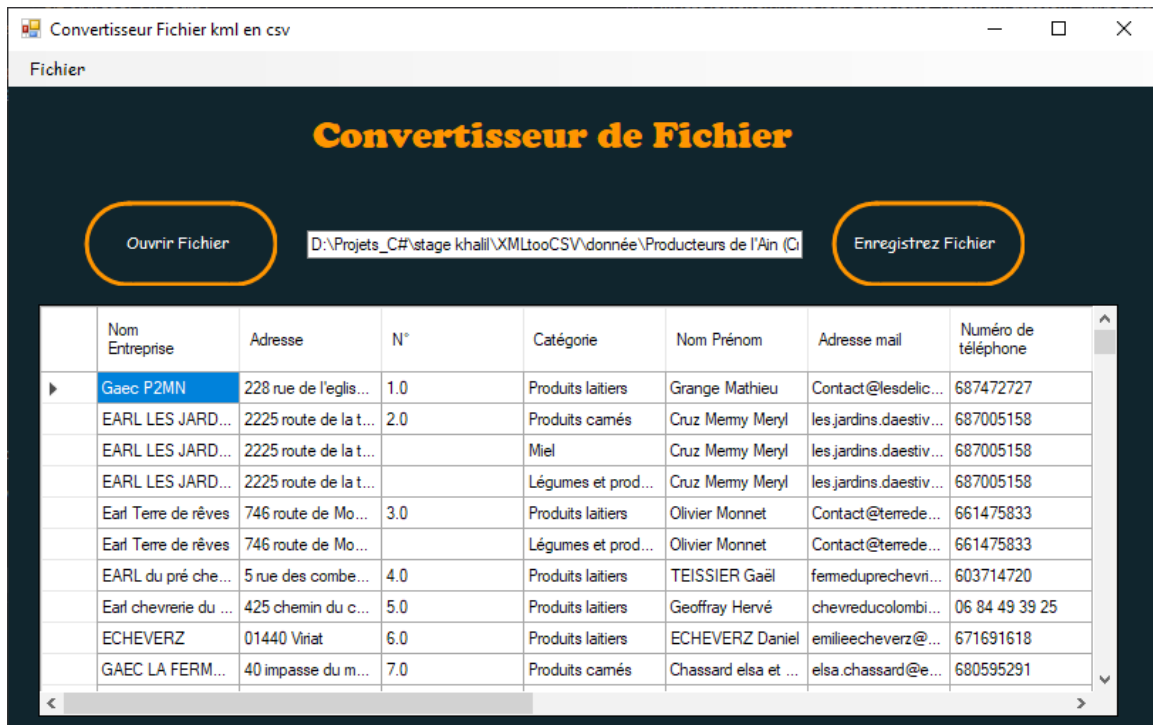 Convertisseur Fichier kml en csv
Fichier
Convertisseur de Fichier
Ouvrir Fichier
D:\Projets_C#\stage khalil\XMLtooCSV\donnée\Producteurs de l'Ain (C
Enregistrez Fichier
Nom Entreprise Adresse N° Catégorie Nom Prénom Adresse mail Numéro de téléphone
Gaec P2MN 228 rue de l'eglis... 1.0 Produits laitiers Grange Mathieu Contact@lesdelic... 687472727
EARL LES JARD... 2225 route de la t... 2.0 Produits carnés Cruz Mermy Meryl les.jardins.daestiv... 687005158
EARL LES JARD... 2225 route de la t... Miel Cruz Mermy Meryl les.jardins.daestiv... 687005158
EARL LES JARD... 2225 route de la t... Légumes et prod... Cruz Mermy Meryl les.jardins.daestiv... 687005158
Earl Terre de rêves 746 route de Mo... 3.0 Produits laitiers Olivier Monnet Contact@terrede... 661475833
Earl Terre de rêves 746 route de Mo... Légumes et prod... Olivier Monnet Contact@terrede... 661475833
EARL du pré che... 5 rue des combe... 4.0 Produits laitiers TEISSIER Gaël fermeduprechevri... 603714720
Earl chevrerie du ... 425 chemin du c... 5.0 Produits laitiers Geoffray Hervé chevreducolombi... 06 84 49 39 25
ECHEVERZ 01440 Viriat 6.0 Produits laitiers ECHEVERZ Daniel emilieecheverz@... 671691618
GAEC LA FERM... 40 impasse du m... 7.0 Produits carnés Chassard elsa et ... elsa.chassard@e... 680595291